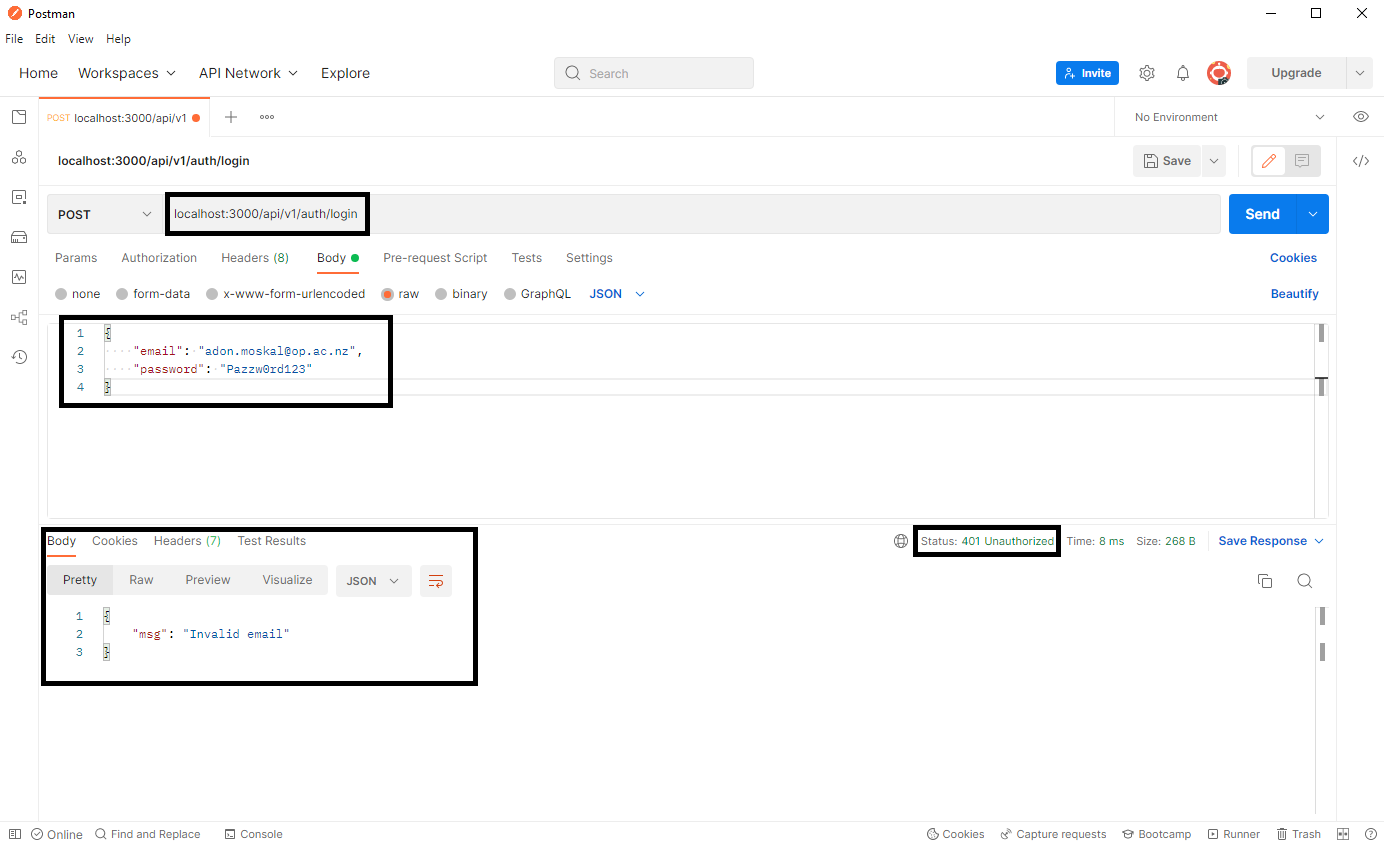 Postman
File Edit View Help
Home Workspaces API Network Explore Search Invite Upgrade
POST localhost:3000/api/v1 No Environment
localhost:3000/api/v1/auth/login Save
POST localhost:3000/api/v1/auth/login Send
Params Authorization Headers (8) Body Pre-request Script Tests Settings Cookies
none form-data x-www-form-urlencoded raw binary GraphQL JSON Beautify
1 {
2 ····"email":·"adon.moskal@op.ac.nz",
3 ····"password":·"Pazzw0rd123"
4 }
Body Cookies Headers (7) Test Results Status: 401 Unauthorized Time: 8 ms Size: 268 B Save Response
Pretty Raw Preview Visualize JSON
1 {
2 "msg": "Invalid email"
3 }
Online Find and Replace Console Cookies Capture requests Bootcamp Runner Trash